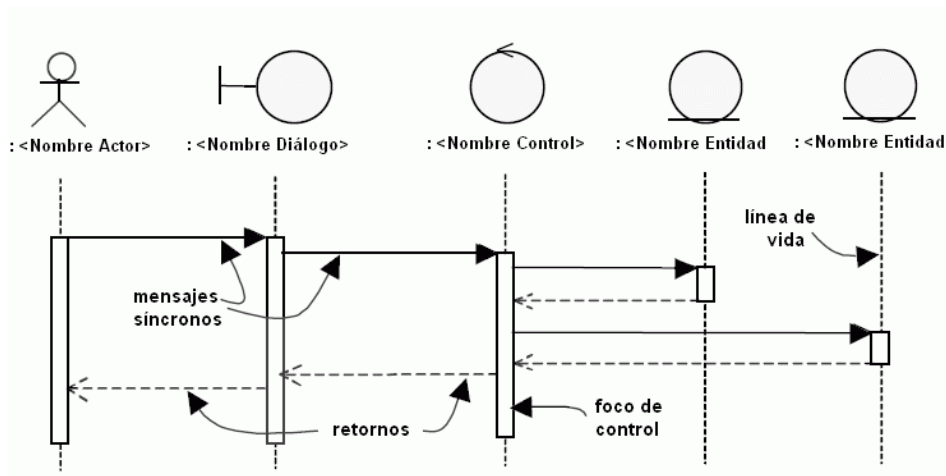 : <Nombre Actor>
: <Nombre Diálogo>
: <Nombre Control>
: <Nombre Entidad
: <Nombre Entidad
línea de
vida
mensajes
síncronos
foco de
control
retornos